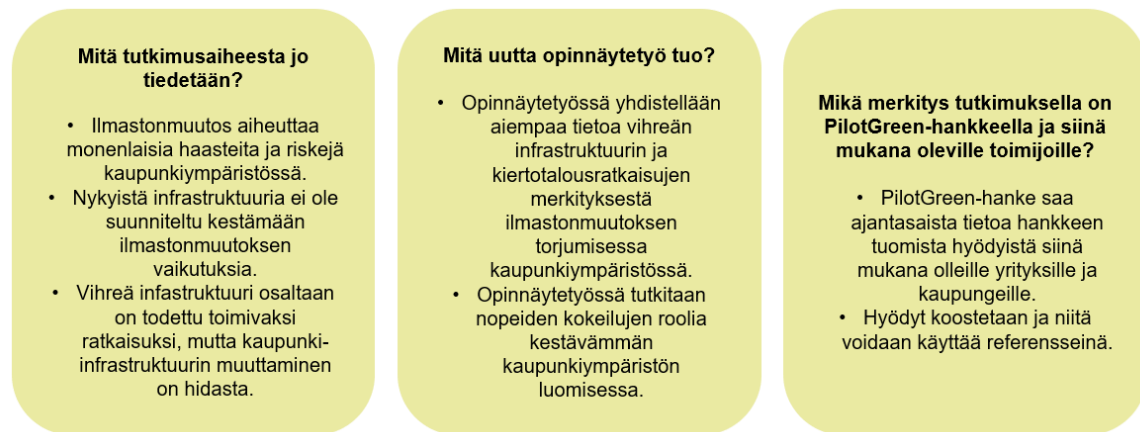 Mitä tutkimusaiheesta jo
tiedetään?
• Ilmastonmuutos aiheuttaa
monenlaisia haasteita ja riskejä
kaupunkiympäristössä.
• Nykyistä infrastruktuuria ei ole
suunniteltu kestämään
ilmastonmuutoksen
vaikutuksia.
• Vihreä infastruktuuri osaltaan
on todettu toimivaksi
ratkaisuksi, mutta kaupunki-
infrastruktuurin muuttaminen
on hidasta.
Mitä uutta opinnäytetyö tuo?
• Opinnäytetyössä yhdistellään
aiempaa tietoa vihreän
infrastruktuurin ja
kiertotalousratkaisujen
merkityksestä
ilmastonmuutoksen
torjumisessa
kaupunkiympäristössä.
• Opinnäytetyössä tutkitaan
nopeiden kokeilujen roolia
kestävämmän
kaupunkiympäristön
luomisessa.
Mikä merkitys tutkimuksella on
PilotGreen-hankkeella ja siinä
mukana oleville toimijoille?
• PilotGreen-hanke saa
ajantasaista tietoa hankkeen
tuomista hyödyistä siinä
mukana olleille yrityksille ja
kaupungeille.
• Hyödyt koostetaan ja niitä
voidaan käyttää referensseinä.